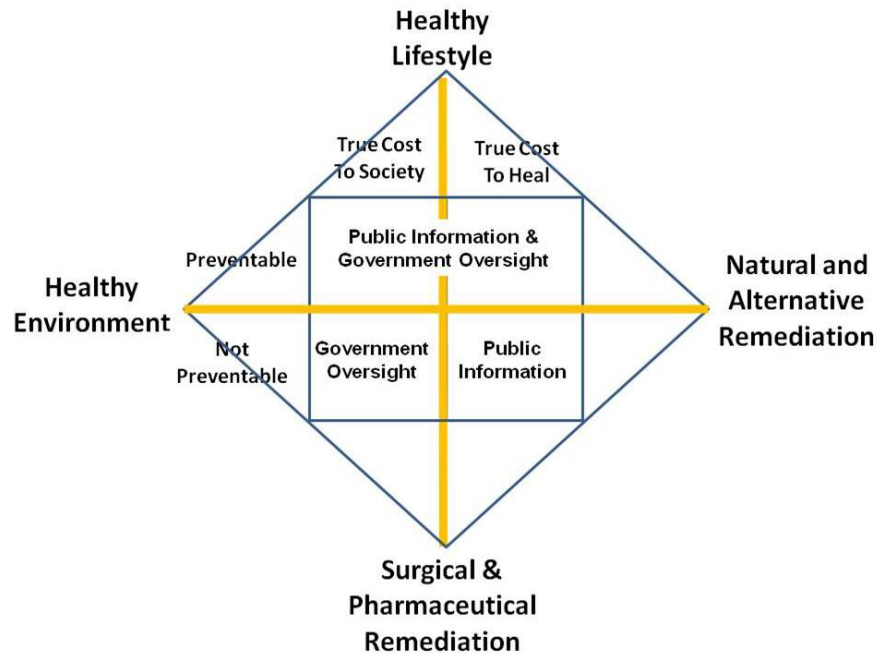 Healthy
Lifestyle
True Cost
To Society
True Cost
To Heal
Public Information &
Government Oversight
Preventable
Healthy
Environment
Natural and
Alternative
Remediation
Not
Preventable
Government
Oversight
Public
Information
Surgical &
Pharmaceutical
Remediation